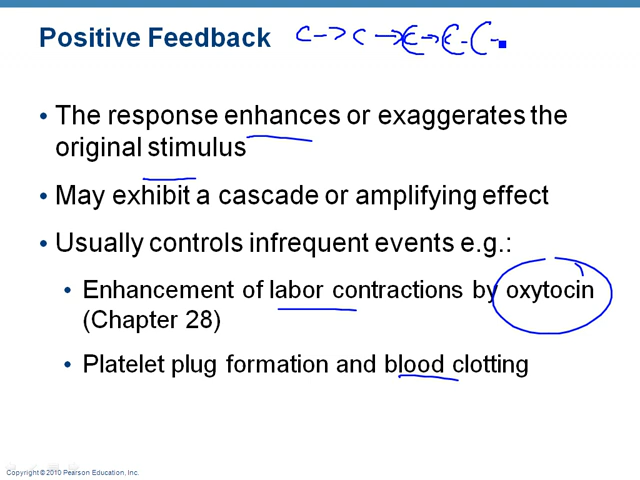 Positive Feedback C -> C -> C -> C - C -
• The response enhances or exaggerates the
original stimulus
• May exhibit a cascade or amplifying effect
• Usually controls infrequent events e.g.:
• Enhancement of labor contractions by oxytocin
(Chapter 28)
• Platelet plug formation and blood clotting
Copyright © 2010 Pearson Education, Inc.